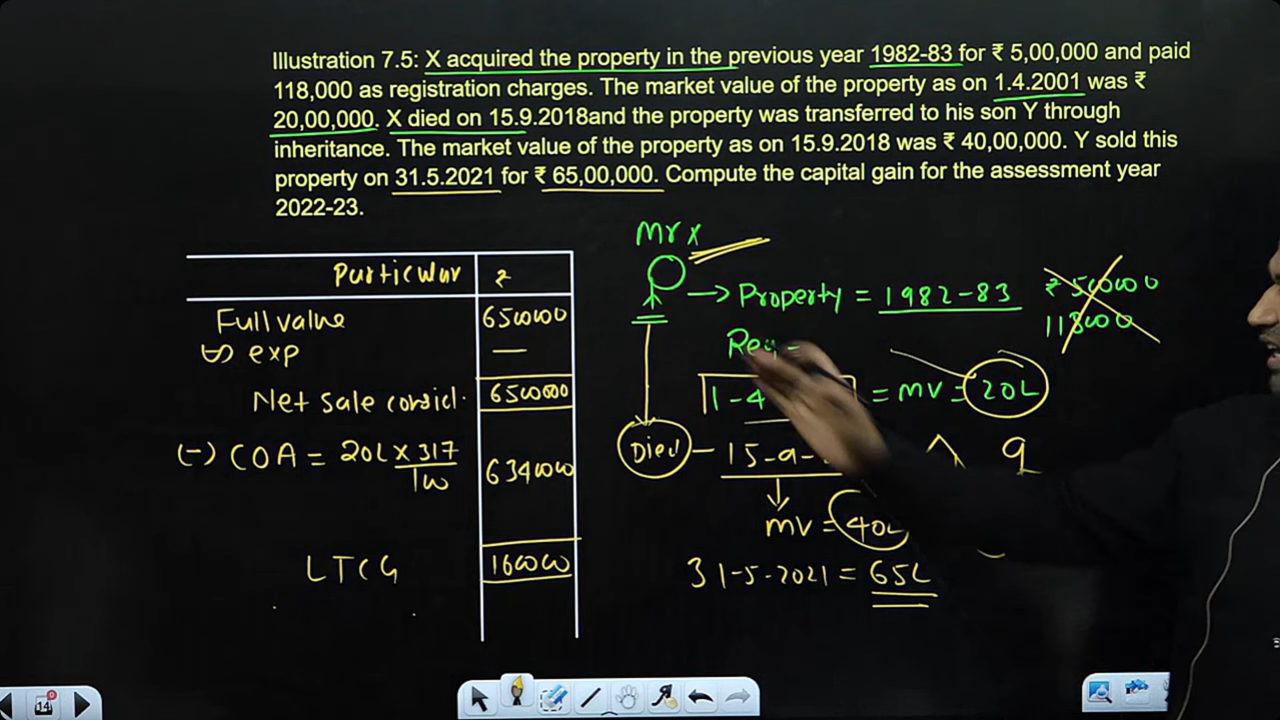 Illustration 7.5: X acquired the property in the previous year 1982-83 for ₹ 5,00,000 and paid
118,000 as registration charges. The market value of the property as on 1.4.2001 was ₹
20,00,000. X died on 15.9.2018and the property was transferred to his son Y through
inheritance. The market value of the property as on 15.9.2018 was ₹ 40,00,000. Y sold this
property on 31.5.2021 for ₹ 65,00,000. Compute the capital gain for the assessment year
2022-23.
Mr X
Property = 1982-83 ₹ 500000
118000
Particular ₹
Full value 6500000
exp —
Net sale consid. 6500000
(-) COA = 20L × 317/100 6340000
LTCG 160000
1-4 = MV = 20L
Died - 15-9-
MV = 40L
31-5-2021 = 65L
14
0